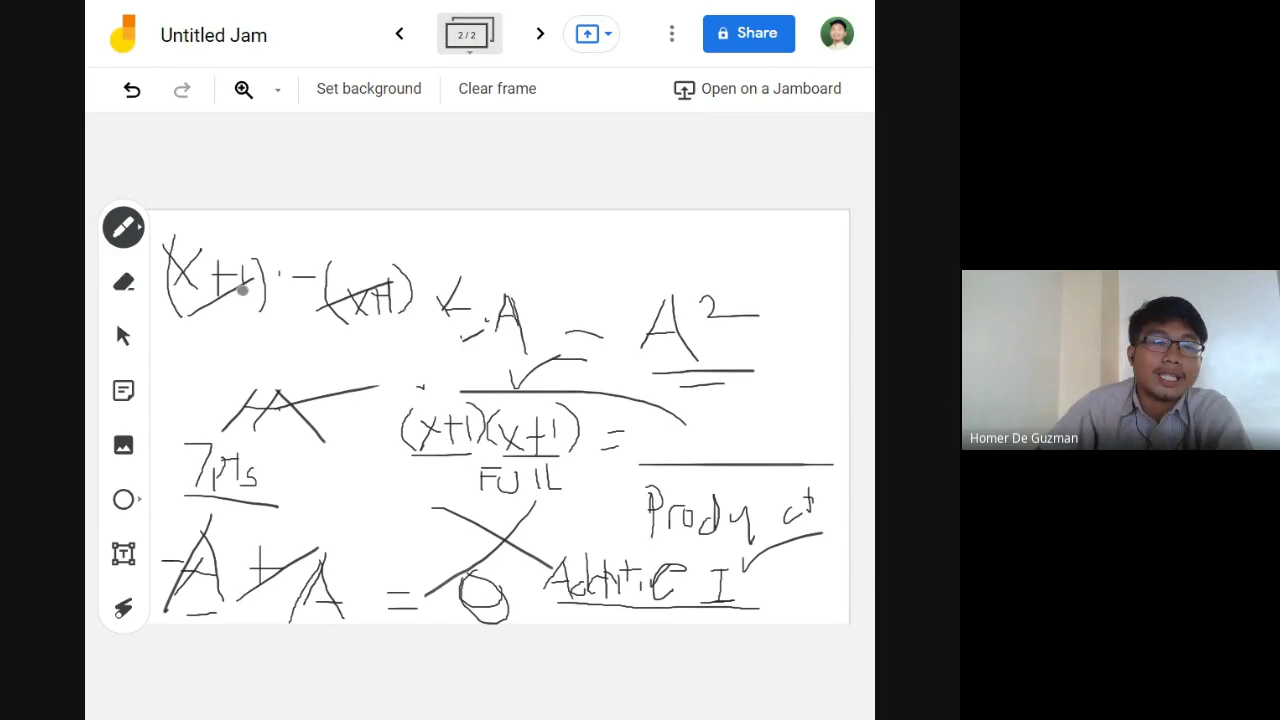 Untitled Jam
2 / 2
Share
Set background
Clear frame
Open on a Jamboard
(x +1) · -(x+1)
· A = A²
(x+1)(x+1) =
7pts
FOIL
Product
-A + A = 0
Additive I
Homer De Guzman